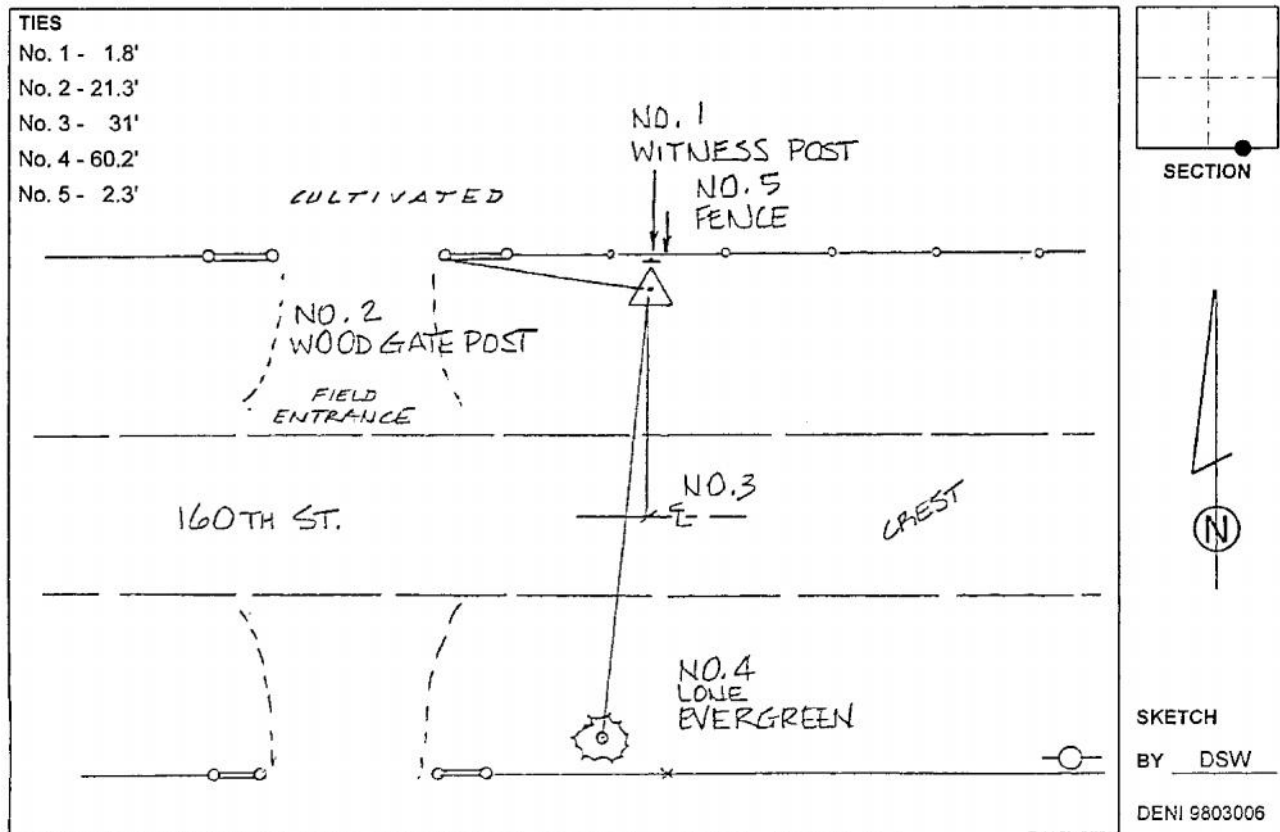 TIES
No. 1 - 1.8'
No. 2 - 21.3'
No. 3 - 31'
No. 4 - 60.2'
No. 5 - 2.3'
CULTIVATED
NO. 1
WITNESS POST
NO. 5
FENCE
SECTION
NO. 2
WOOD GATE POST
FIELD
ENTRANCE
NO.3
℄
160TH ST.
CREST
N
NO.4
LONE
EVERGREEN
SKETCH
BY DSW
DENI 9803006